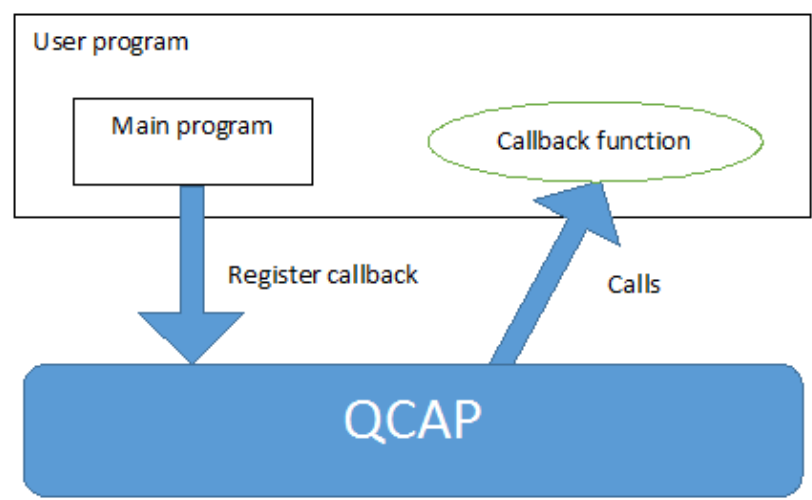 User program
Main program
Callback function
Register callback
Calls
QCAP